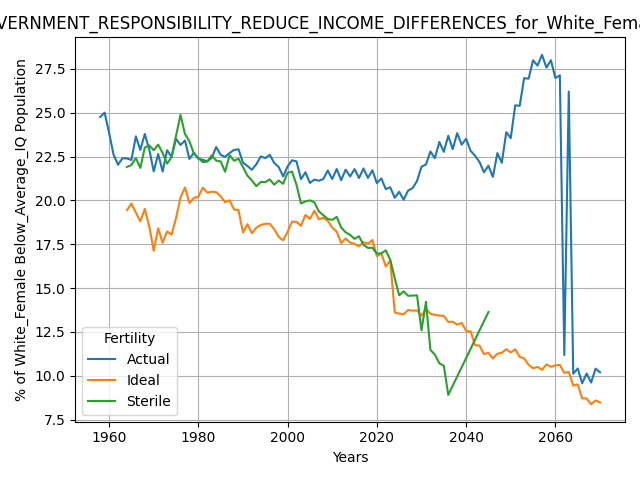 VERNMENT_RESPONSIBILITY_REDUCE_INCOME_DIFFERENCES_for_White_Fema
% of White_Female Below_Average_IQ Population
27.5
25.0
22.5
20.0
17.5
15.0
12.5
10.0
7.5
Fertility
Actual
Ideal
Sterile
1960 1980 2000 2020 2040 2060
Years